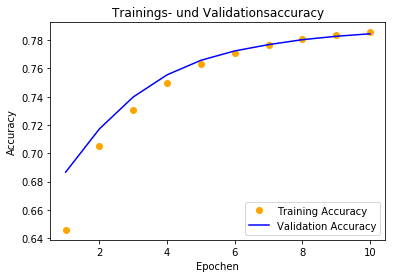 Trainings- und Validationsaccuracy
Accuracy
0.78
0.76
0.74
0.72
0.70
0.68
0.66
0.64
Training Accuracy
Validation Accuracy
2 4 6 8 10
Epochen